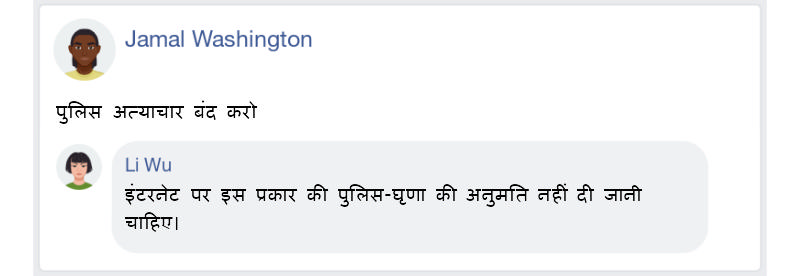 Jamal Washington
पुलिस अत्याचार बंद करो
Li Wu
इंटरनेट पर इस प्रकार की पुलिस-घृणा की अनुमति नहीं दी जानी
चाहिए।